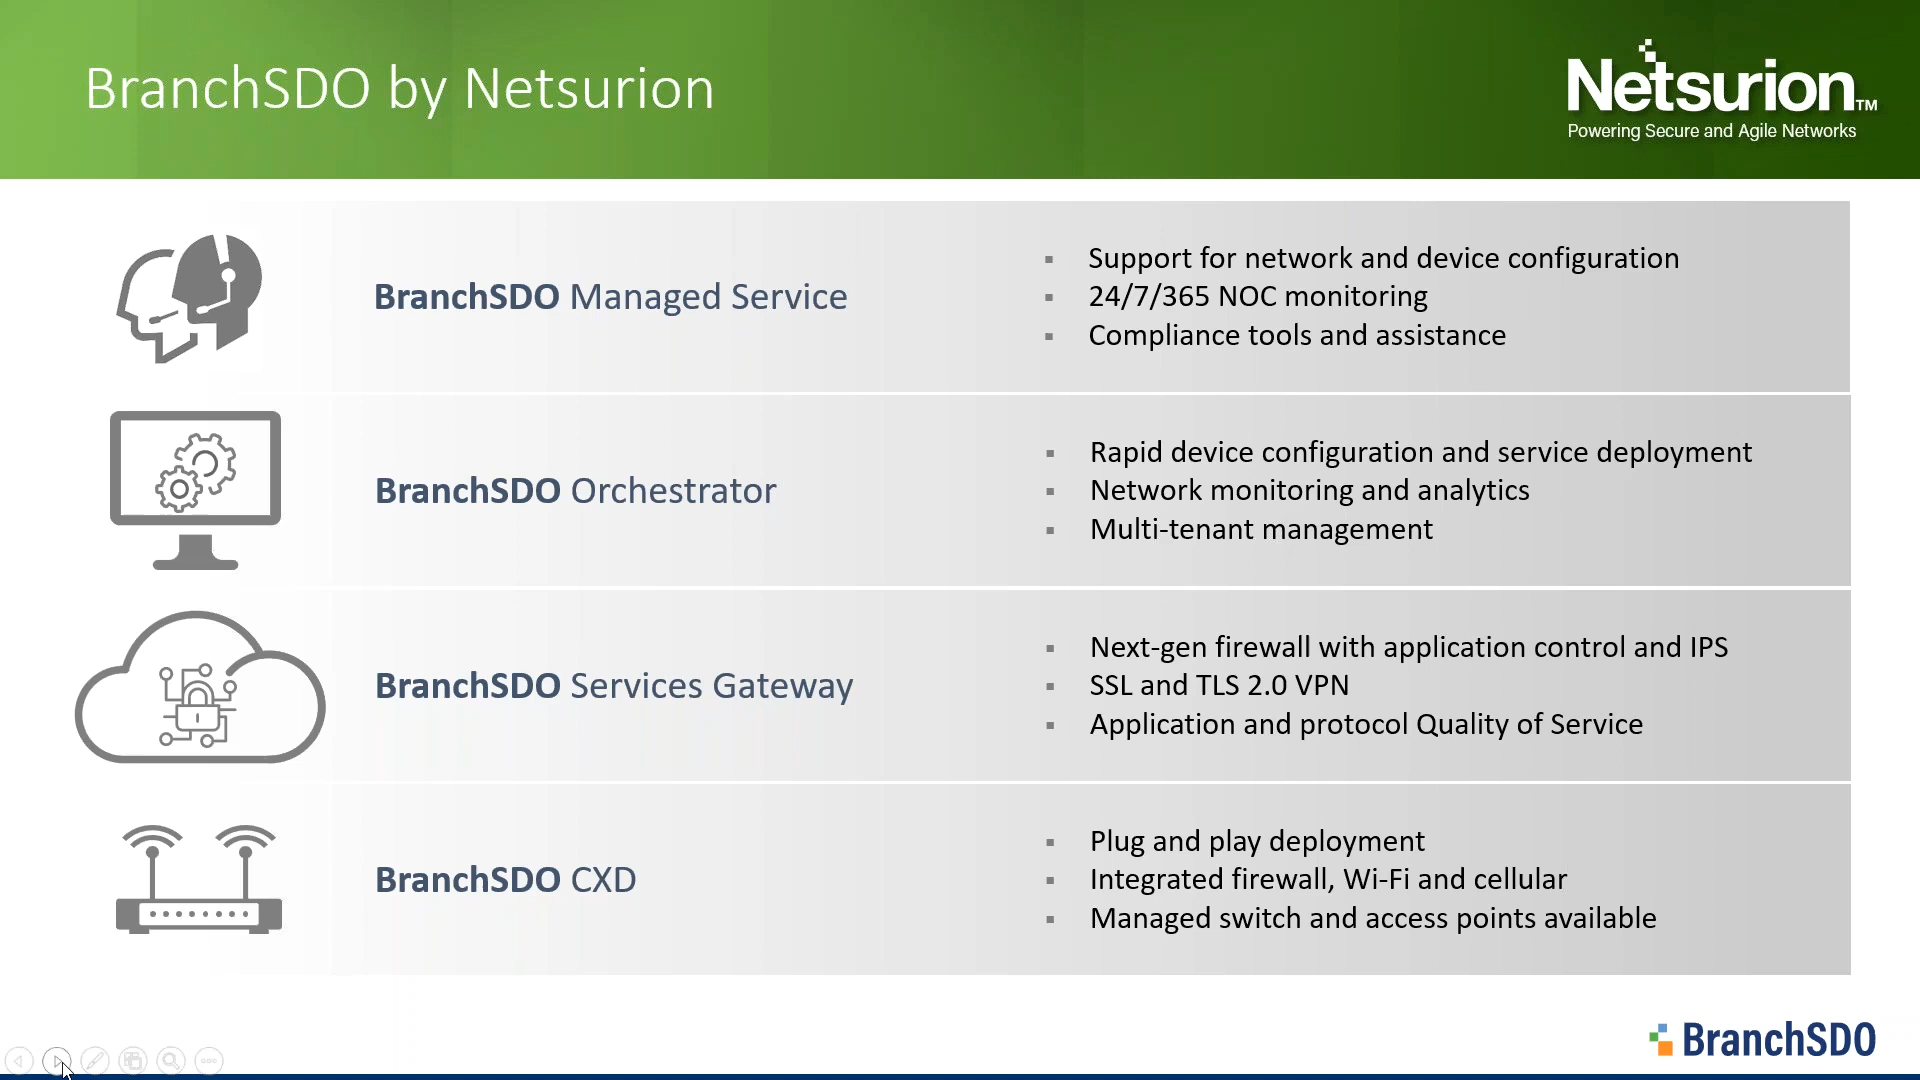 BranchSDO by Netsurion
Netsurion™
Powering Secure and Agile Networks
BranchSDO Managed Service
Support for network and device configuration
24/7/365 NOC monitoring
Compliance tools and assistance
BranchSDO Orchestrator
Rapid device configuration and service deployment
Network monitoring and analytics
Multi-tenant management
BranchSDO Services Gateway
Next-gen firewall with application control and IPS
SSL and TLS 2.0 VPN
Application and protocol Quality of Service
BranchSDO CXD
Plug and play deployment
Integrated firewall, Wi-Fi and cellular
Managed switch and access points available
BranchSDO